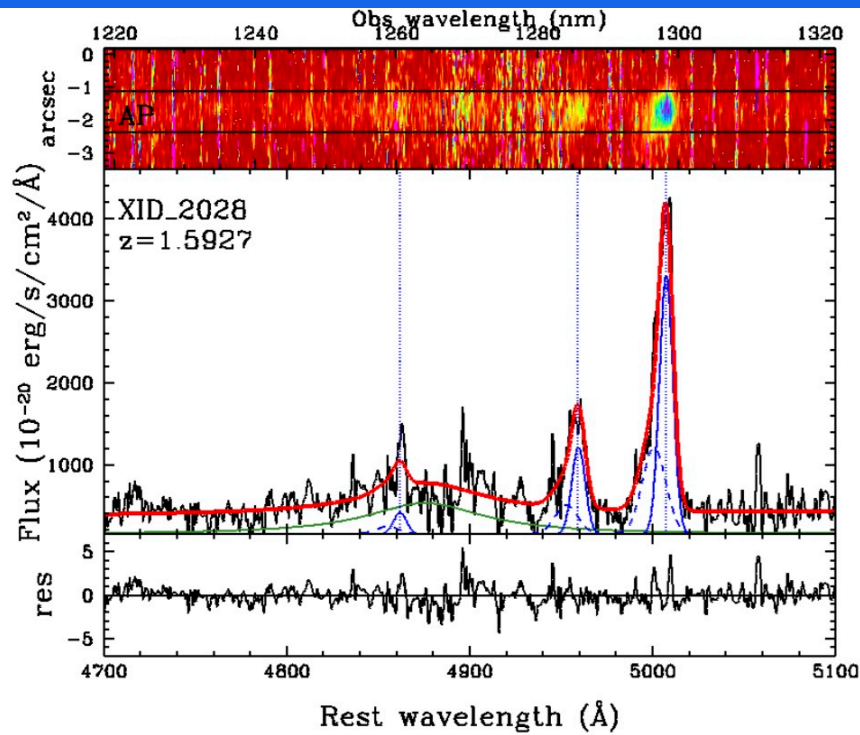 Obs wavelength (nm)
1220 1240 1260 1280 1300 1320
0
-1
-2
-3
arcsec
AP
XID_2028
z=1.5927
4000
3000
2000
1000
Flux (10⁻²⁰ erg/s/cm²/Å)
5
0
-5
res
4700 4800 4900 5000 5100
Rest wavelength (Å)